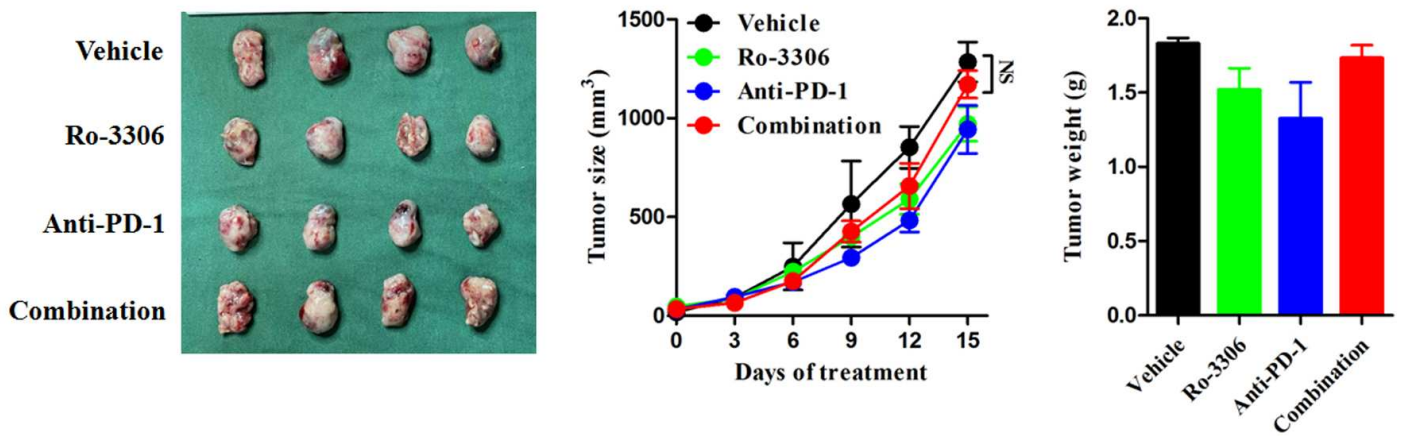 Vehicle
Ro-3306
Anti-PD-1
Combination
Tumor size (mm3)
1500
1000
500
0
Vehicle
Ro-3306
Anti-PD-1
Combination
NS
0 3 6 9 12 15
Days of treatment
Tumor weight (g)
2.0
1.5
1.0
0.5
0.0
Vehicle
Ro-3306
Anti-PD-1
Combination